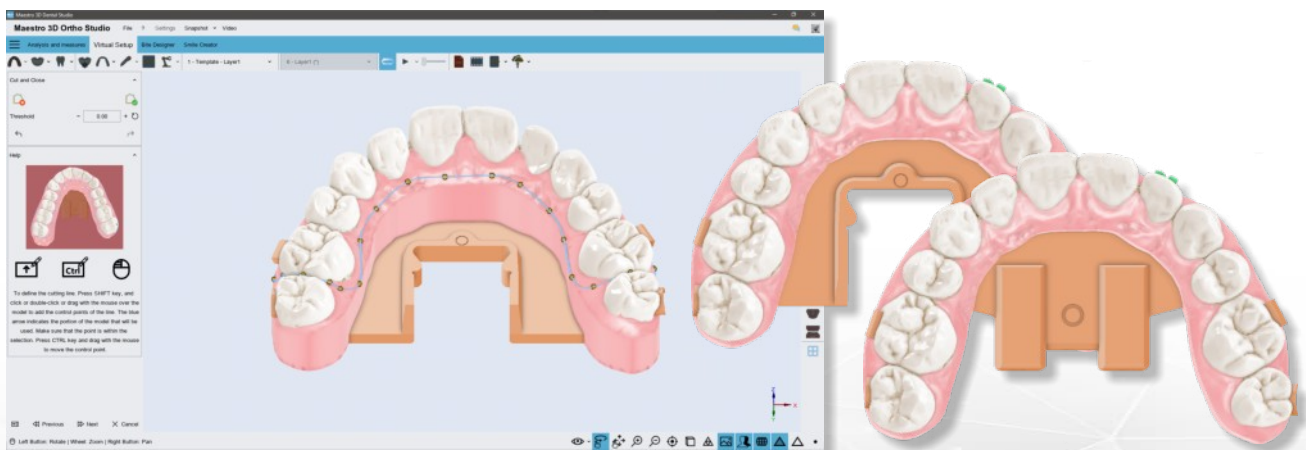 Maestro 3D Dental Studio
Maestro 3D Ortho Studio File ? Settings Snapshot Video
Analysis and measures Virtual Setup Bite Designer Smile Creator
1 - Template - Layer1
Cut and Close
Threshold - 0.00 +
Help
Ctrl
To define the cutting line. Press SHIFT key, and
click or double-click or drag with the mouse over the
model to add the control points of the line. The blue
arrow indicates the portion of the model that will be
used. Make sure that the point is within the
selection. Press CTRL key and drag with the mouse
to move the control point.
Previous Next Cancel
Left Button: Rotate | Wheel: Zoom | Right Button: Pan
X